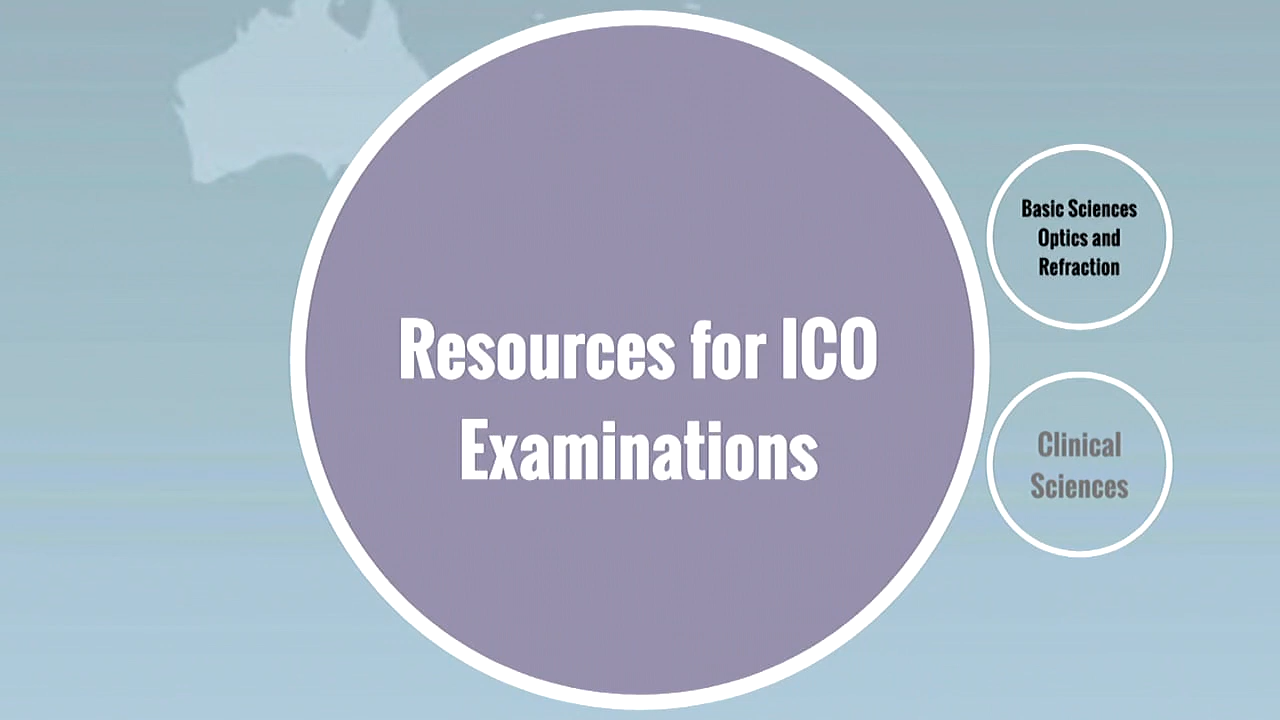 Resources for ICO
Examinations
Basic Sciences
Optics and
Refraction
Clinical
Sciences